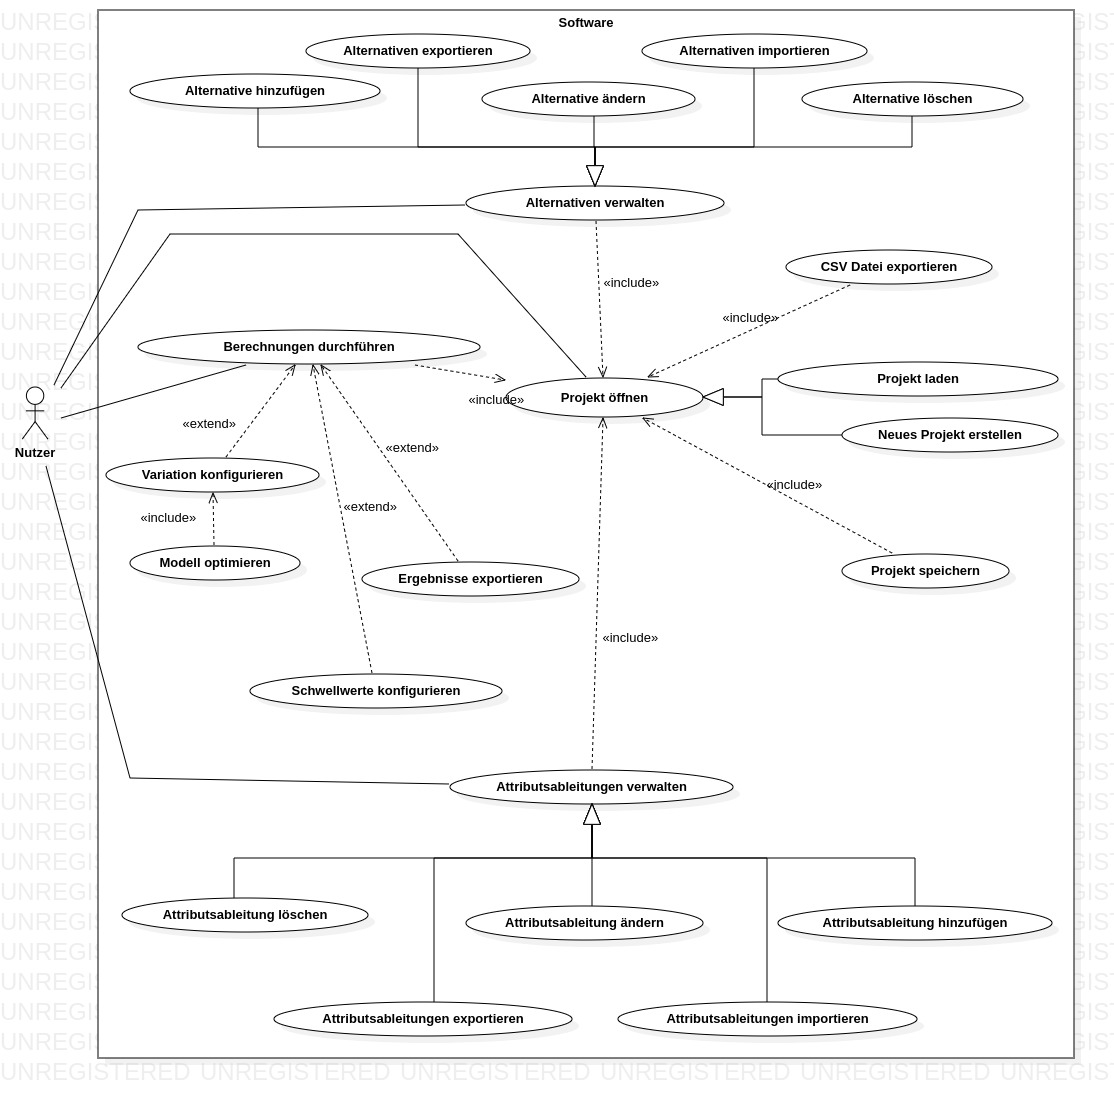 Software
Alternativen exportieren
Alternativen importieren
Alternative hinzufügen
Alternative ändern
Alternative löschen
Alternativen verwalten
CSV Datei exportieren
«include»
«include»
Berechnungen durchführen
Projekt laden
«include»
Projekt öffnen
Neues Projekt erstellen
«extend»
«extend»
Nutzer
Variation konfigurieren
«include»
«extend»
«include»
Modell optimieren
Ergebnisse exportieren
Projekt speichern
«include»
Schwellwerte konfigurieren
Attributsableitungen verwalten
Attributsableitung löschen
Attributsableitung ändern
Attributsableitung hinzufügen
Attributsableitungen exportieren
Attributsableitungen importieren
UNREGISTERED UNREGISTERED UNREGISTERED UNREGISTERED UNREGISTERED UNREGIST